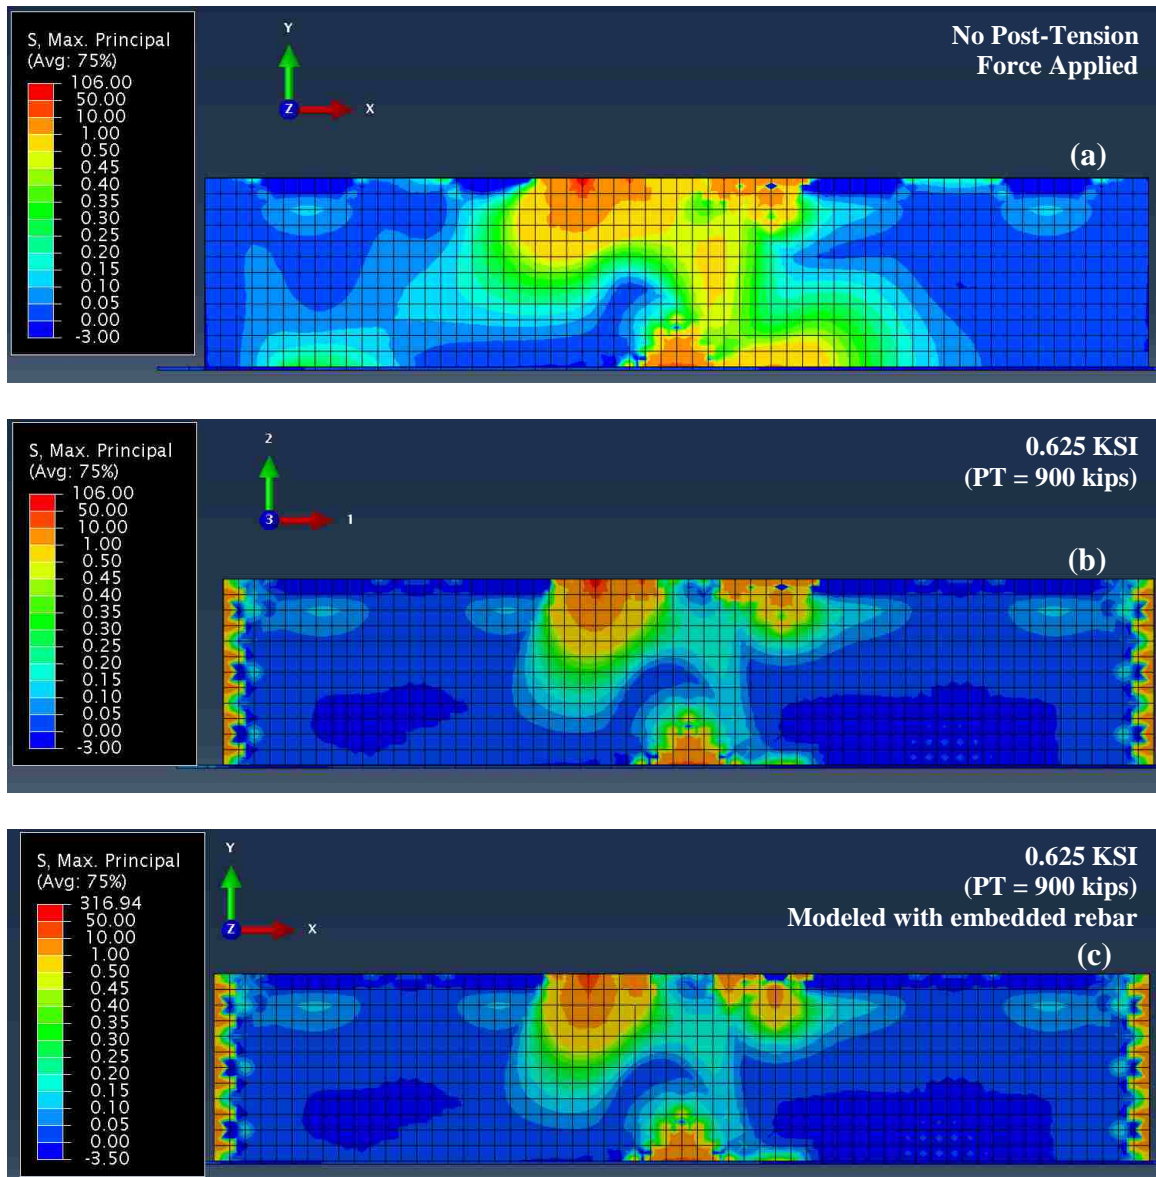 S, Max. Principal
(Avg: 75%)
106.00
50.00
10.00
1.00
0.50
0.45
0.40
0.35
0.30
0.25
0.20
0.15
0.10
0.05
0.00
-3.00
Y
Z
X
No Post-Tension
Force Applied
(a)
S, Max. Principal
(Avg: 75%)
106.00
50.00
10.00
1.00
0.50
0.45
0.40
0.35
0.30
0.25
0.20
0.15
0.10
0.05
0.00
-3.00
2
3
1
0.625 KSI
(PT = 900 kips)
(b)
S, Max. Principal
(Avg: 75%)
316.94
50.00
10.00
1.00
0.50
0.45
0.40
0.35
0.30
0.25
0.20
0.15
0.10
0.05
0.00
-3.50
Y
Z
X
0.625 KSI
(PT = 900 kips)
Modeled with embedded rebar
(c)